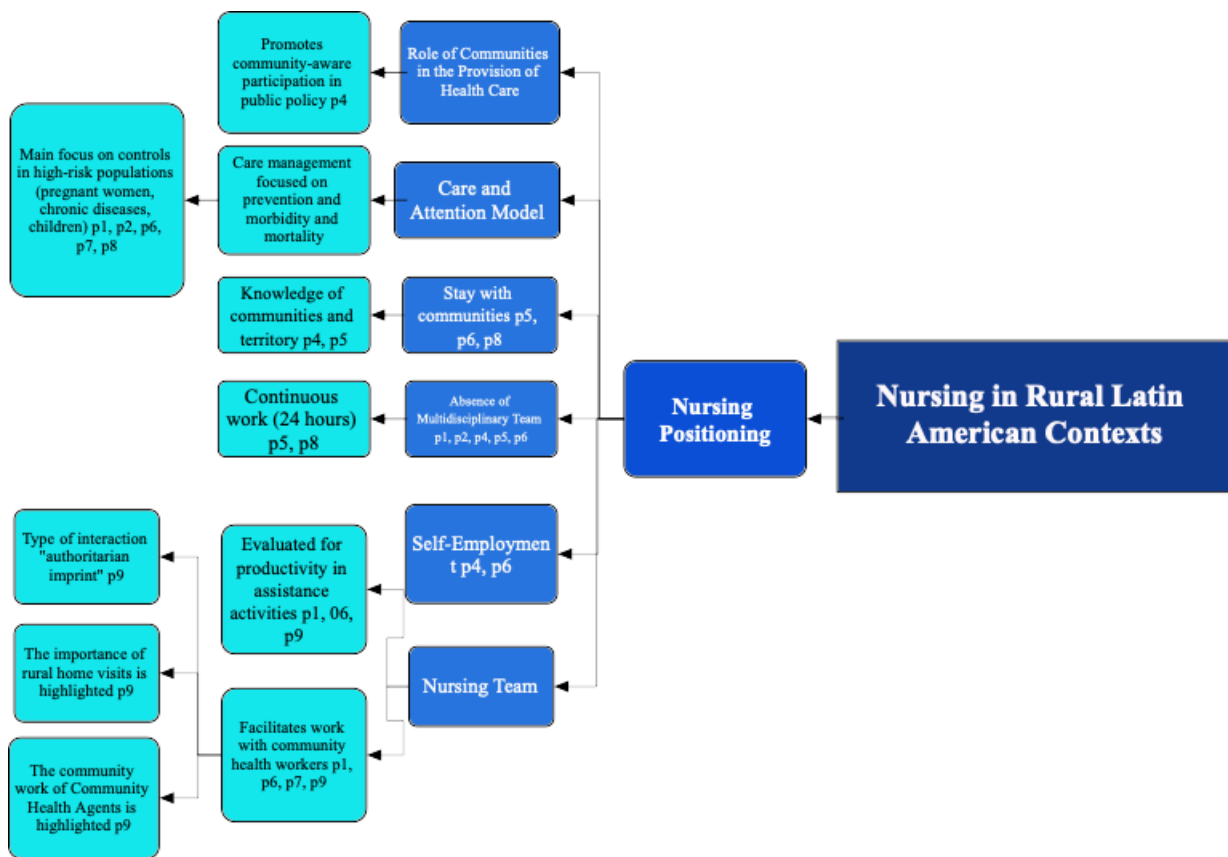 Promotes
community-aware
participation in
public policy p4
Role of Communities
in the Provision of
Health Care
Main focus on controls
in high-risk populations
(pregnant women,
chronic diseases,
children) p1, p2, p6,
p7, p8
Care management
focused on
prevention and
morbidity and
mortality
Care and
Attention Model
Knowledge of
communities and
territory p4, p5
Stay with
communities p5,
p6, p8
Continuous
work (24 hours)
p5, p8
Absence of
Multidisciplinary Team
p1, p2, p4, p5, p6
Nursing
Positioning
Nursing in Rural Latin
American Contexts
Type of interaction
"authoritarian
imprint" p9
Evaluated for
productivity in
assistance
activities p1, 06,
p9
Self-Employmen
t p4, p6
The importance of
rural home visits is
highlighted p9
Nursing Team
Facilitates work
with community
health workers p1,
p6, p7, p9
The community
work of Community
Health Agents is
highlighted p9